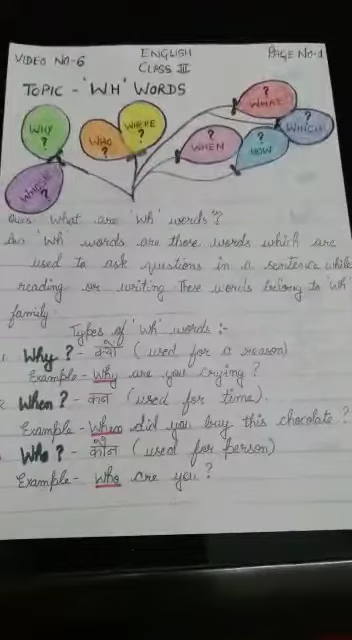 VIDEO NO-6
ENGLISH
CLASS III
PAGE NO-1
TOPIC - 'WH' WORDS
WHY ?
WHO ?
WHERE ?
WHEN ?
WHAT ?
HOW ?
WHICH ?
?
Ques. What are 'wh' words?
Ans 'Wh words are those words which are
used to ask questions in a sentence while
reading or writing These words belong to 'wh'
family.
Types of 'wh' words :-
1. Why ? - क्यों (used for a reason)
Example - Why are you crying ?
2. When ? - कब (used for time).
Example - When did you buy this chocolate ?
3. Who ? - कौन (used for person)
Example - Who are you ?